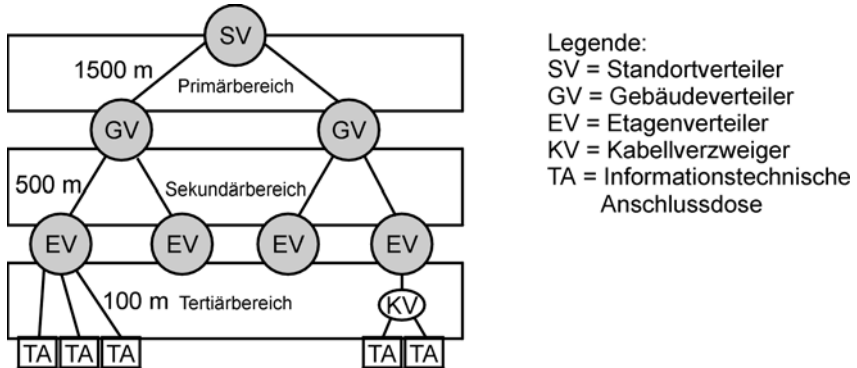 SV
1500 m
Primärbereich
GV GV
500 m
Sekundärbereich
EV EV EV EV
100 m Tertiärbereich
KV
TA TA TA TA TA
Legende:
SV = Standortverteiler
GV = Gebäudeverteiler
EV = Etagenverteiler
KV = Kabellverzweiger
TA = Informationstechnische
Anschlussdose